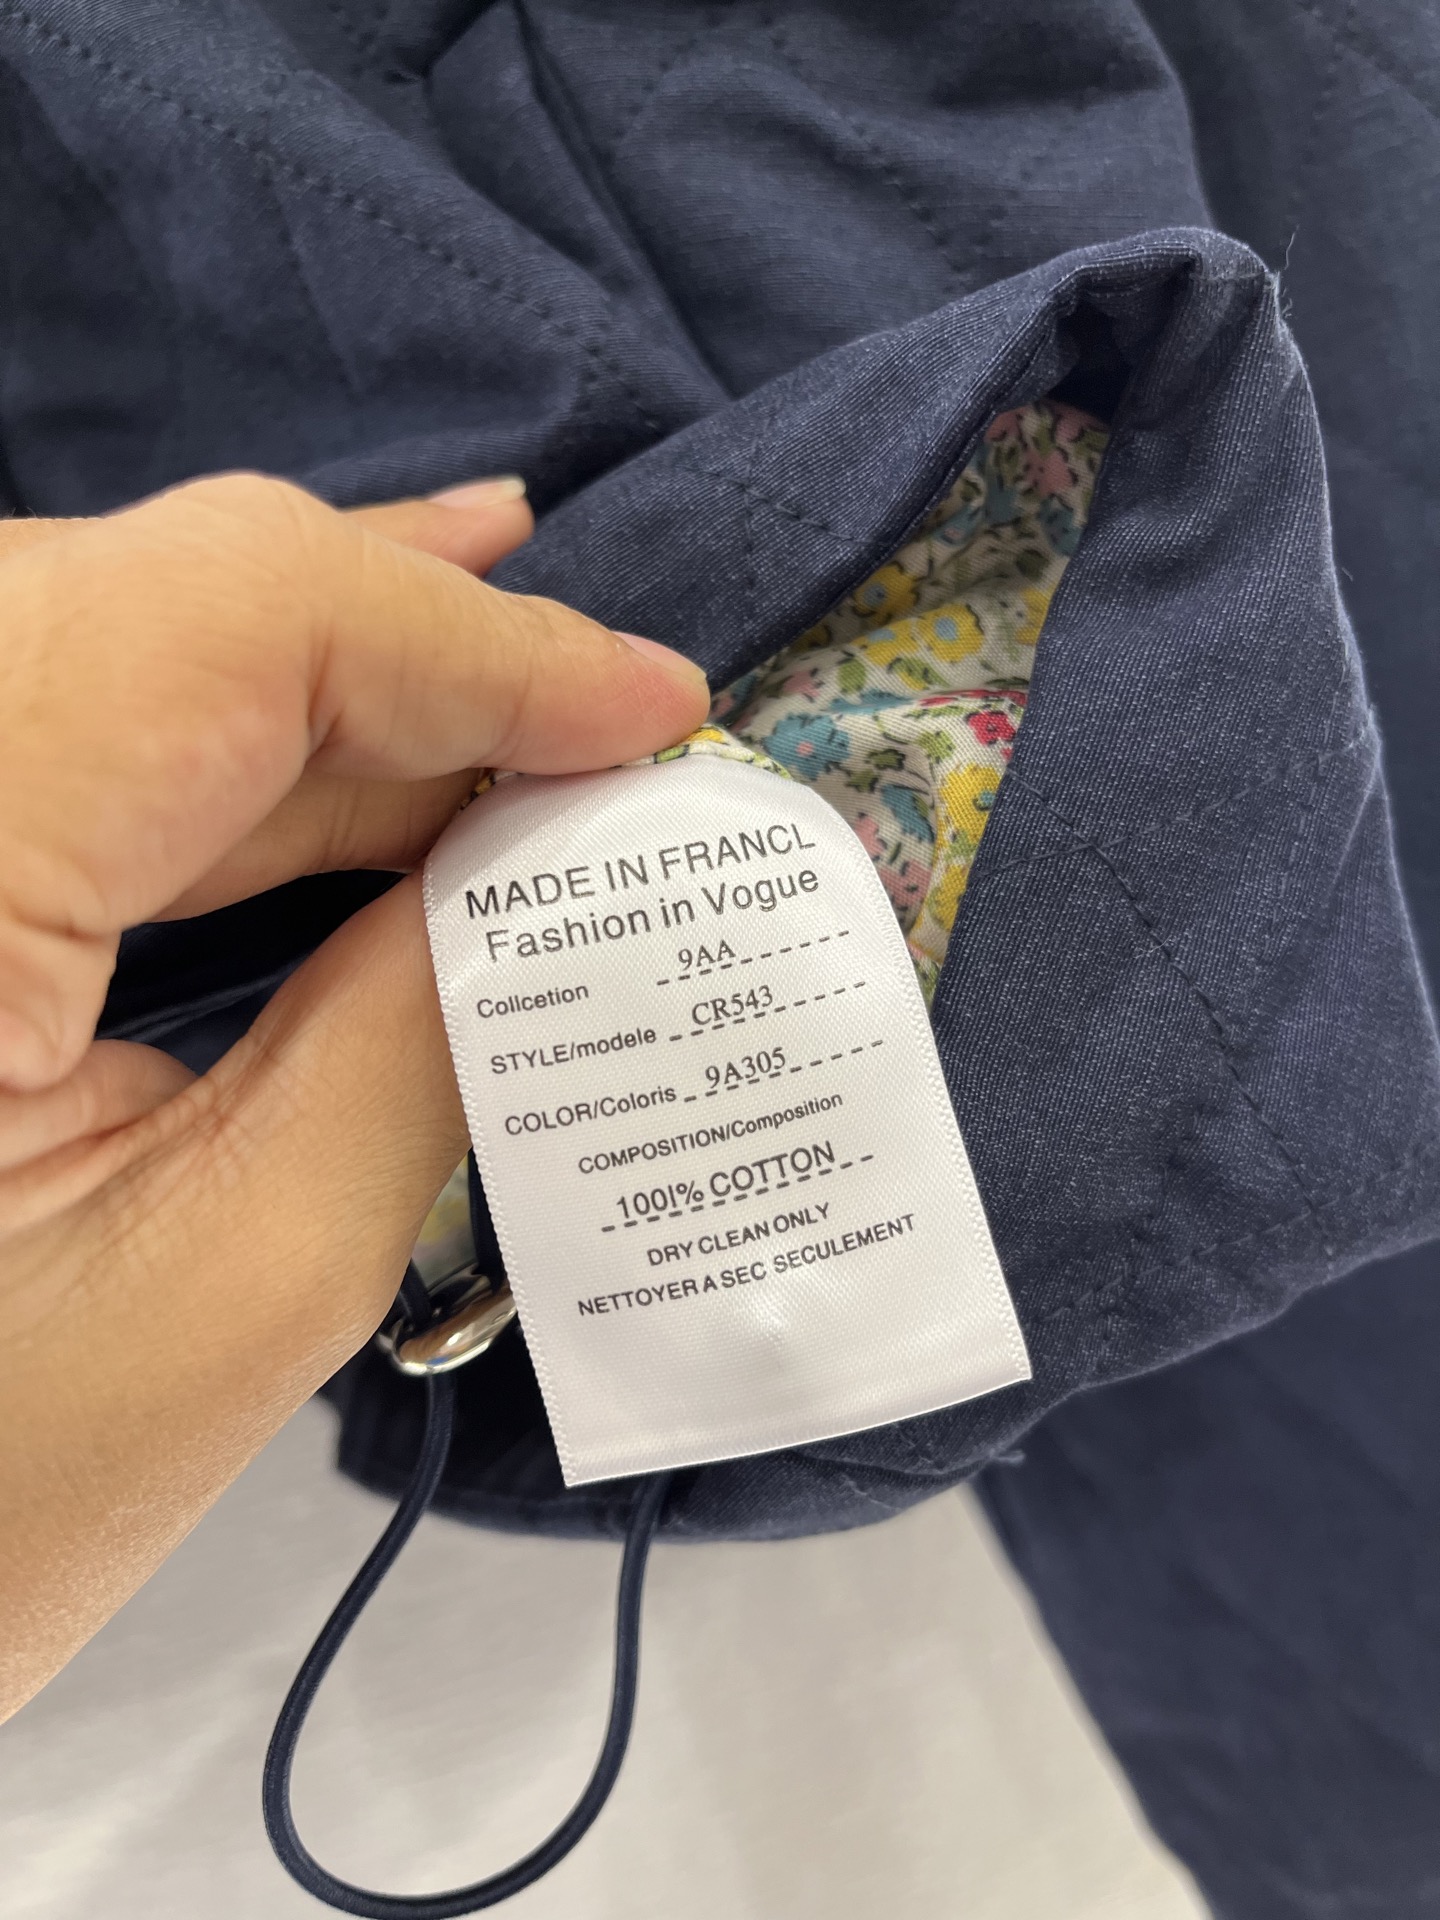 MADE IN FRANCL
Fashion in Vogue
Collcetion 9AA
STYLE/modele CR543
COLOR/Coloris 9A305
COMPOSITION/Composition
100l% COTTON
DRY CLEAN ONLY
NETTOYER A SEC SECULEMENT